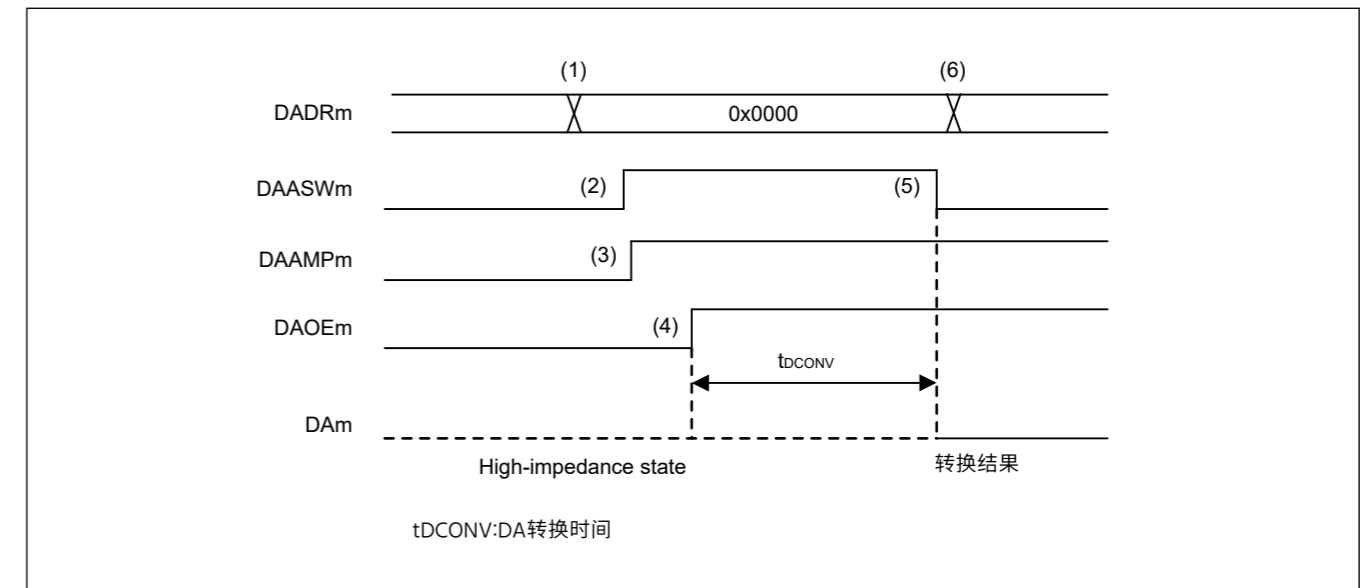 (1) (6)
DADRm 0x0000
DAASWm (2) (5)
DAAMPm (3)
DAOEm (4)
tDCONV
DAm
High-impedance state 转换结果
tDCONV:DA转换时间